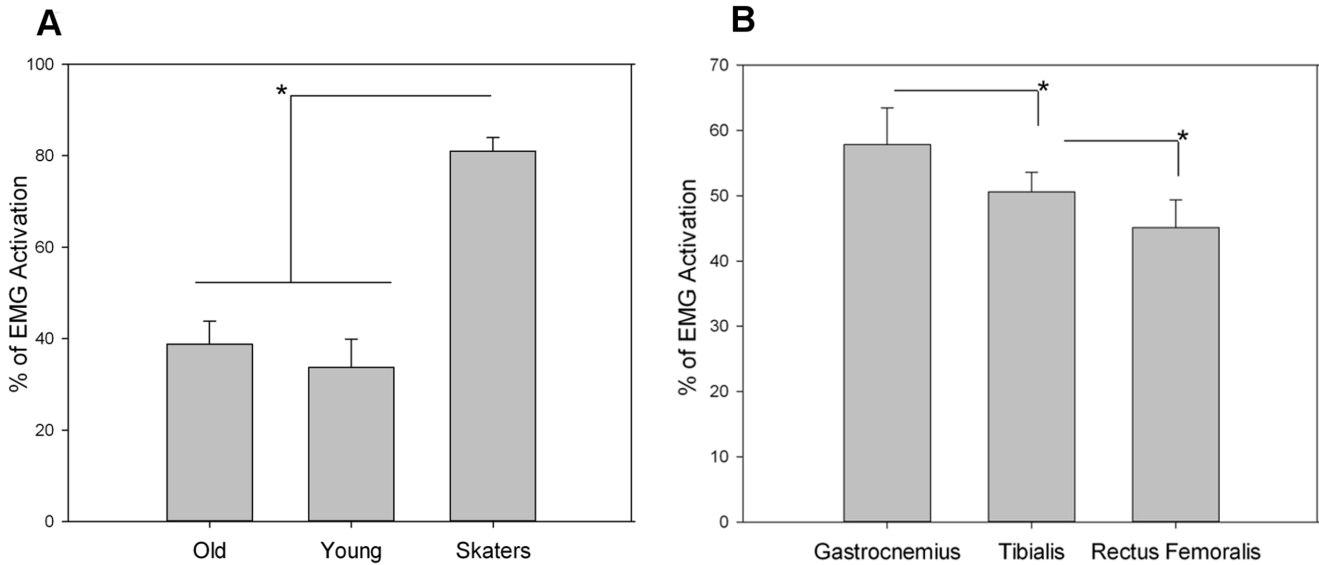 A
% of EMG Activation
100
80
60
40
20
0
*
Old Young Skaters
B
% of EMG Activation
70
60
50
40
30
20
10
0
*
*
Gastrocnemius Tibialis Rectus Femoralis